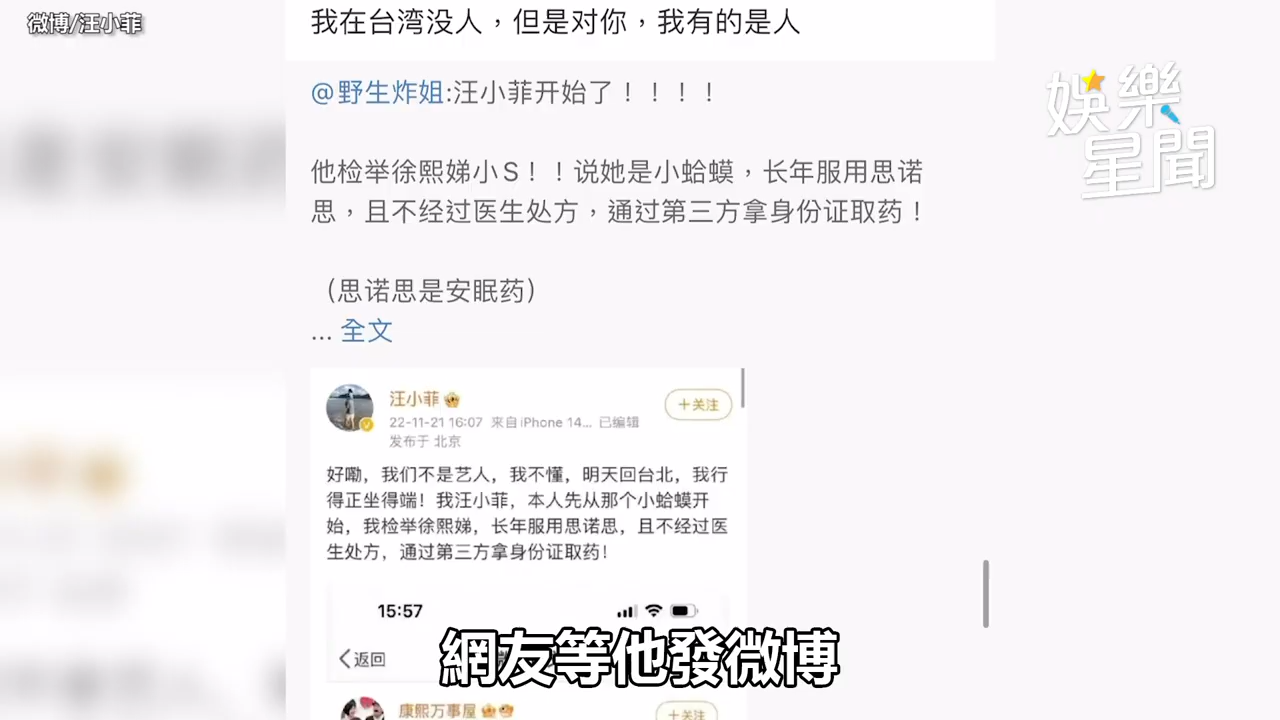 微博/汪小菲
我在台湾没人，但是对你，我有的是人
@野生炸姐:汪小菲开始了！！！！
他检举徐熙娣小S！！说她是小蛤蟆，长年服用思诺
思，且不经过医生处方，通过第三方拿身份证取药！
（思诺思是安眠药）
... 全文
娛樂
星聞
汪小菲
＋关注
22-11-21 16:07 来自iPhone 14... 已编辑
发布于 北京
好嘞，我们不是艺人，我不懂，明天回台北，我行
得正坐得端！我汪小菲，本人先从那个小蛤蟆开
始，我检举徐熙娣，长年服用思诺思，且不经过医
生处方，通过第三方拿身份证取药！
15:57
返回
網友等他發微博
康熙万事屋
＋关注